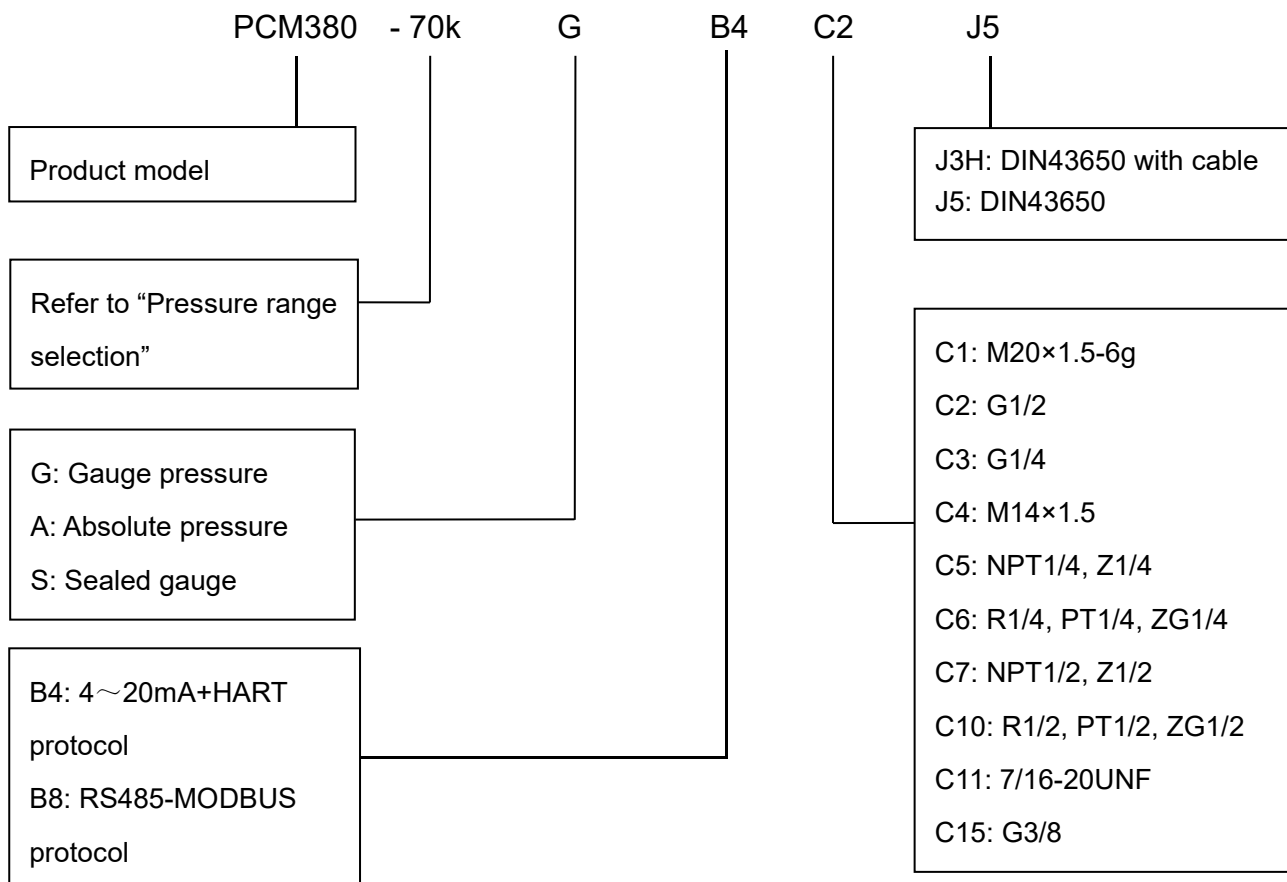 PCM380 - 70k G B4 C2 J5
Product model
Refer to “Pressure range
selection”
G: Gauge pressure
A: Absolute pressure
S: Sealed gauge
B4: 4～20mA+HART
protocol
B8: RS485-MODBUS
protocol
J3H: DIN43650 with cable
J5: DIN43650
C1: M20×1.5-6g
C2: G1/2
C3: G1/4
C4: M14×1.5
C5: NPT1/4, Z1/4
C6: R1/4, PT1/4, ZG1/4
C7: NPT1/2, Z1/2
C10: R1/2, PT1/2, ZG1/2
C11: 7/16-20UNF
C15: G3/8